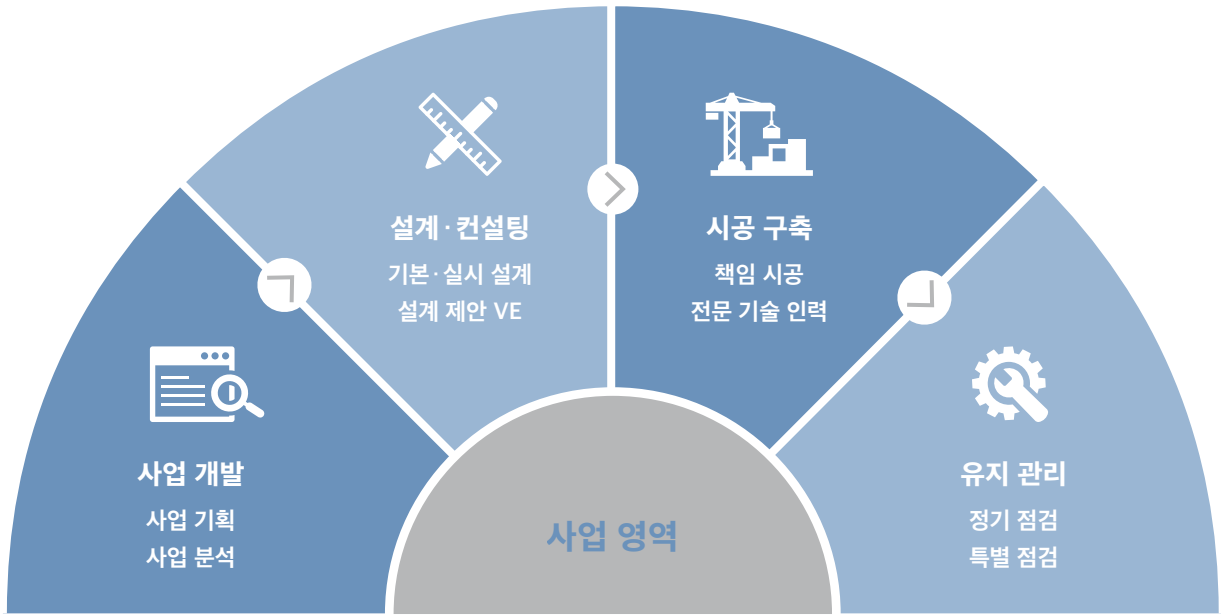 사업 개발
사업 기획
사업 분석
설계·컨설팅
기본·실시 설계
설계 제안 VE
시공 구축
책임 시공
전문 기술 인력
유지 관리
정기 점검
특별 점검
사업 영역